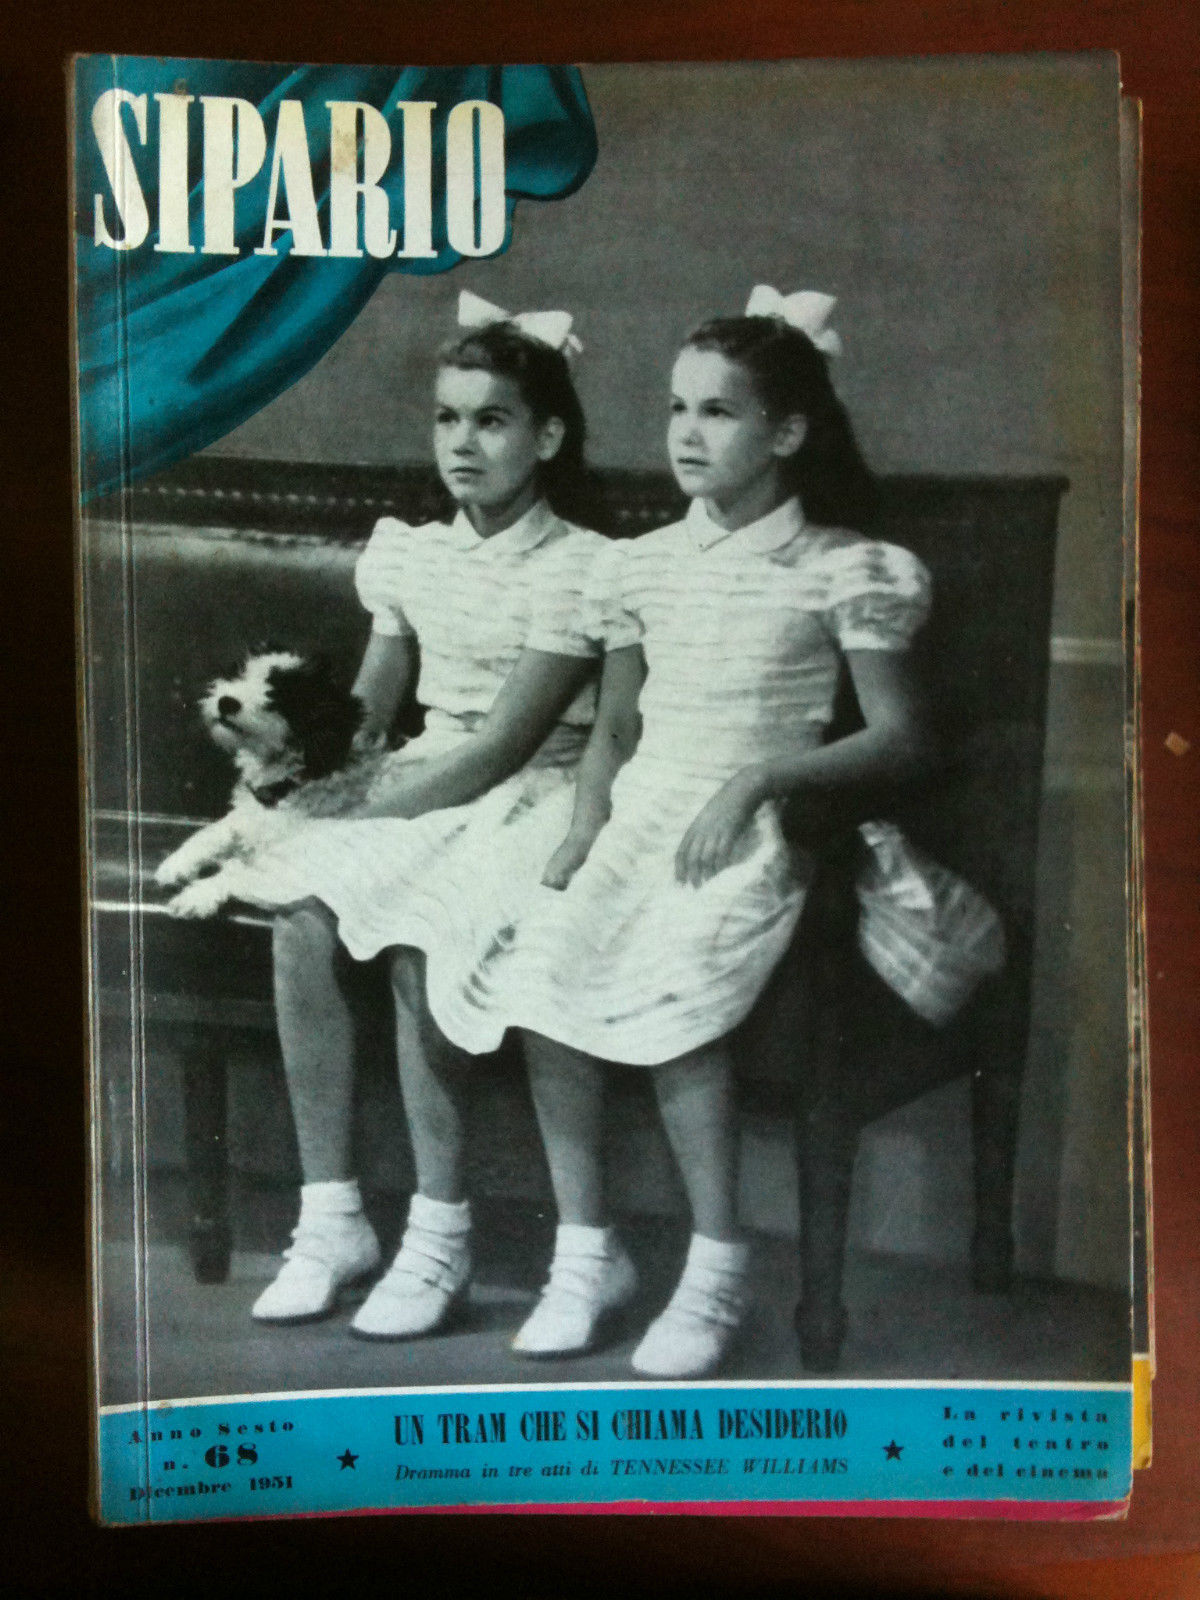 SIPARIO
Anno Sesto
n. 68
Dicembre 1951
★
UN TRAM CHE SI CHIAMA DESIDERIO
Dramma in tre atti di TENNESSEE WILLIAMS
★
La rivista
del teatro
e del cinema